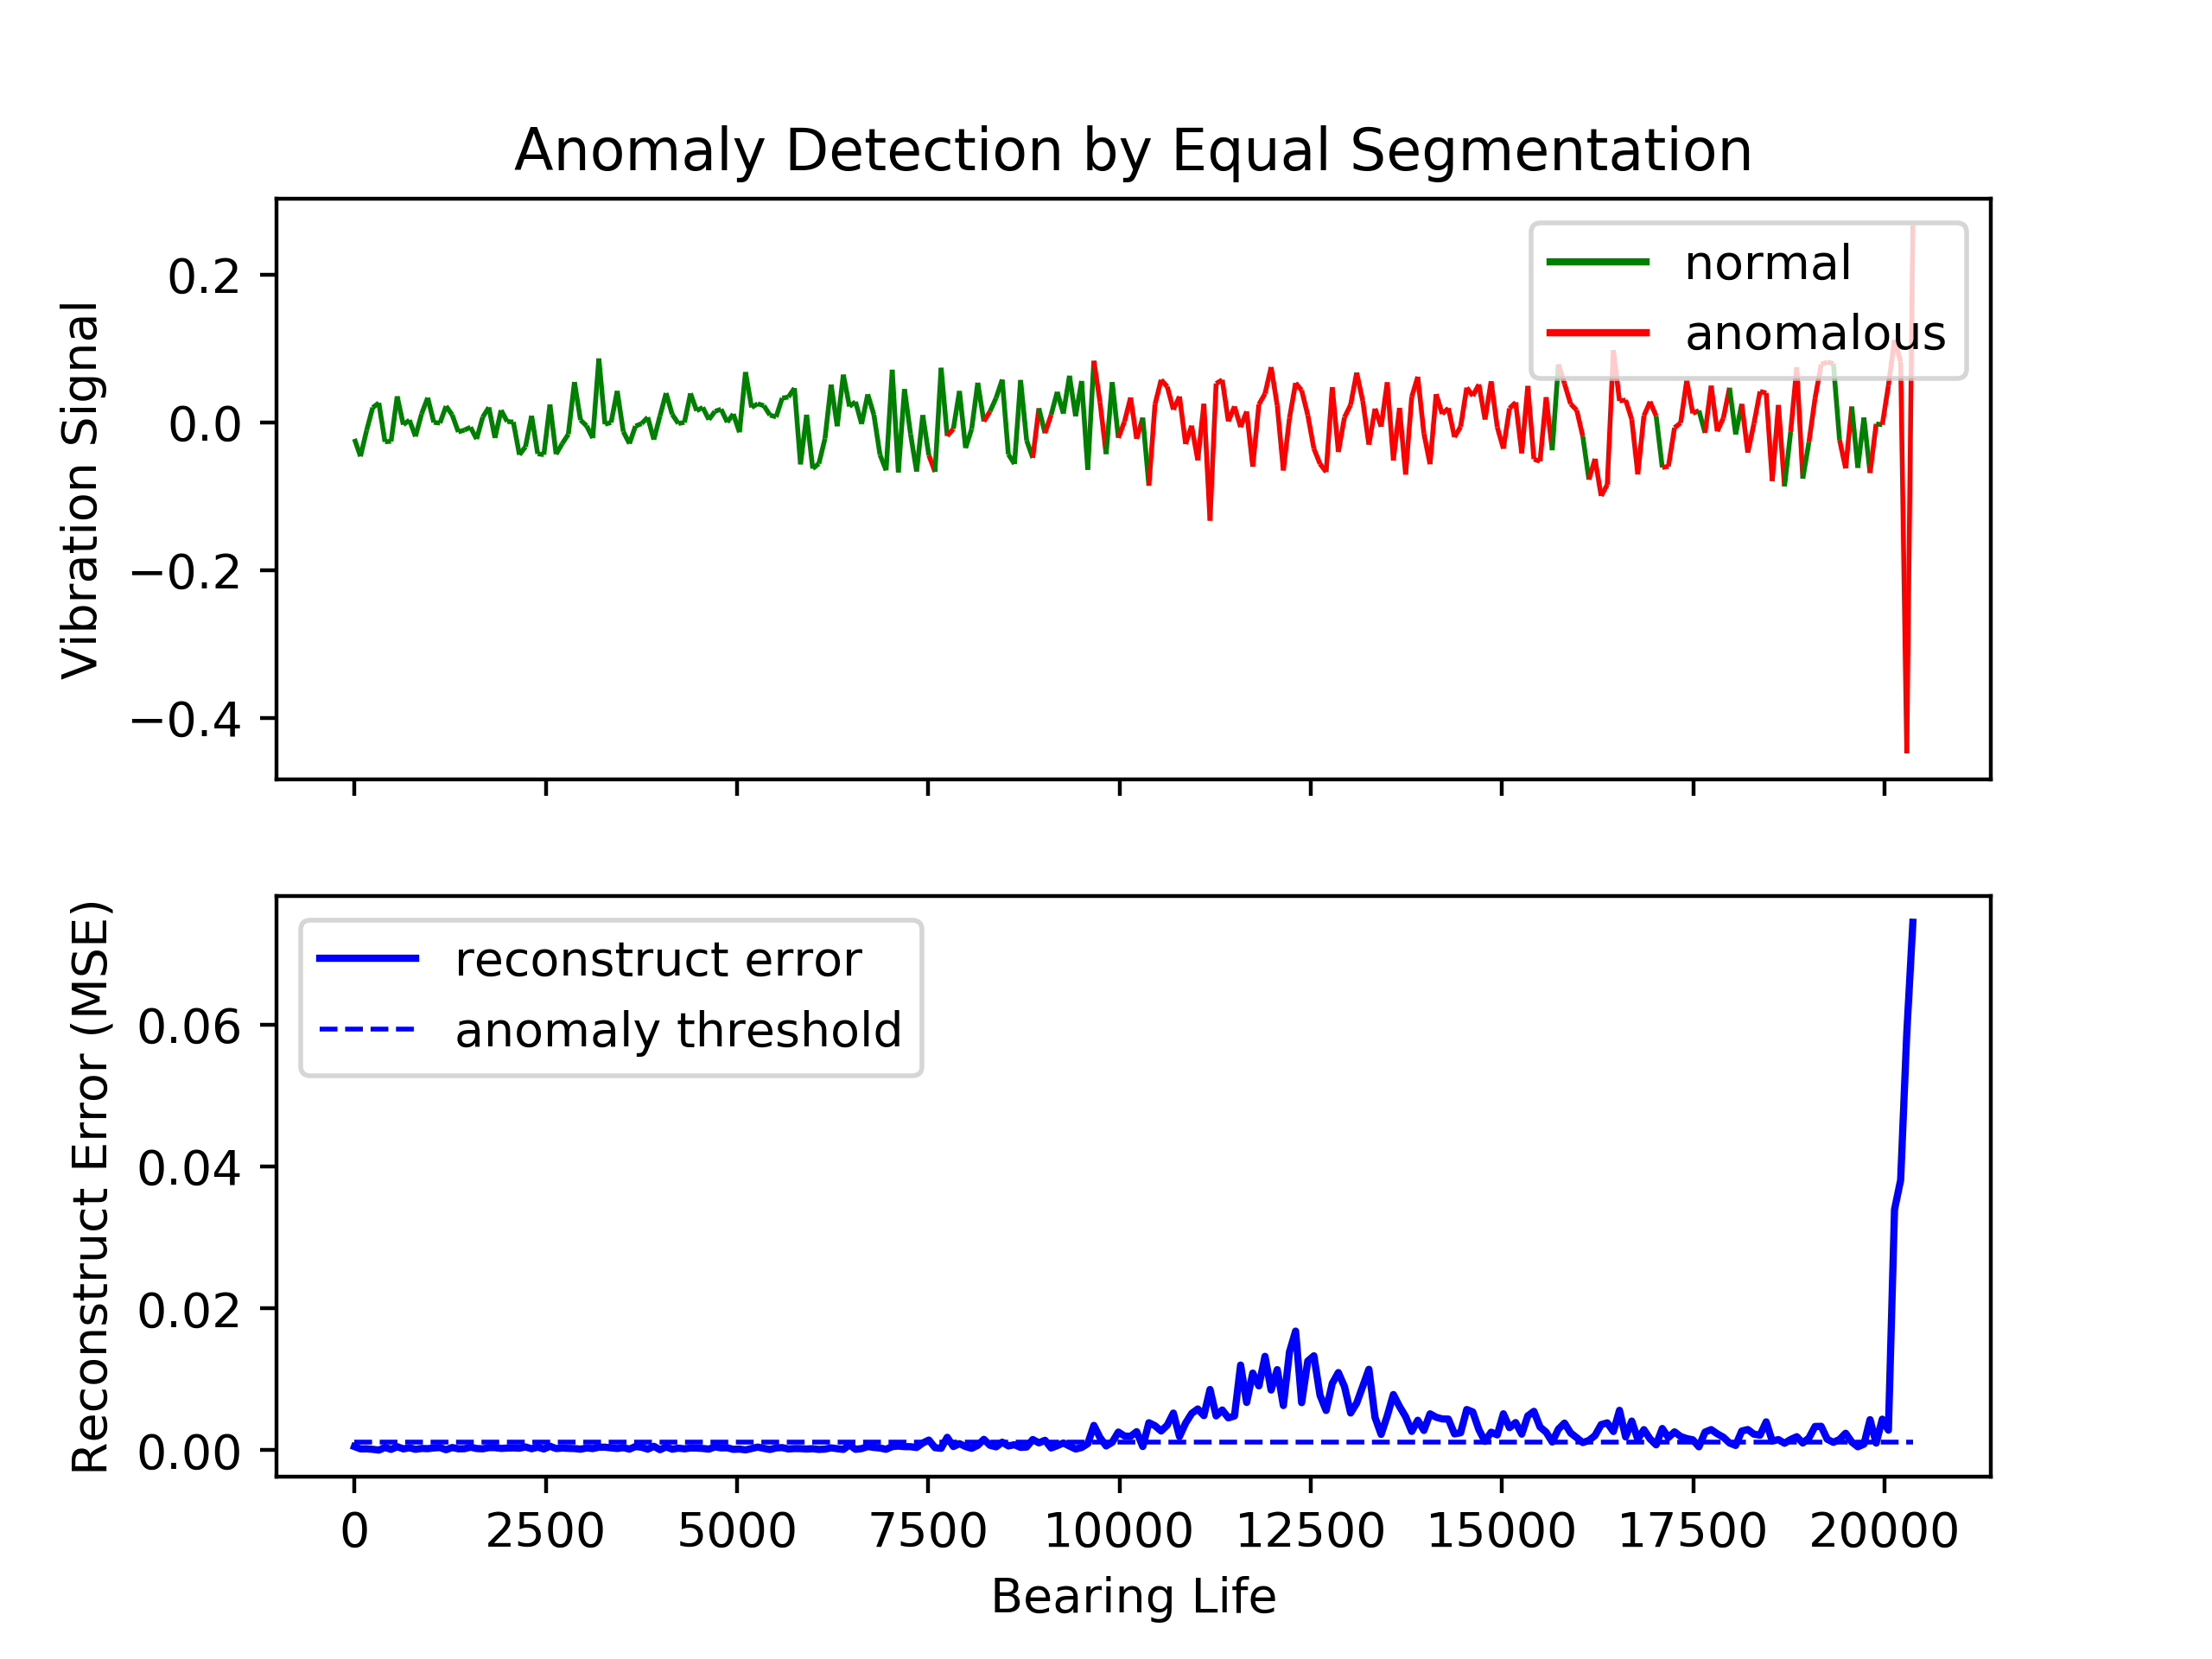 Anomaly Detection by Equal Segmentation
Vibration Signal
0.2
0.0
−0.2
−0.4
normal
anomalous
Reconstruct Error (MSE)
0.06
0.04
0.02
0.00
reconstruct error
anomaly threshold
0 2500 5000 7500 10000 12500 15000 17500 20000
Bearing Life